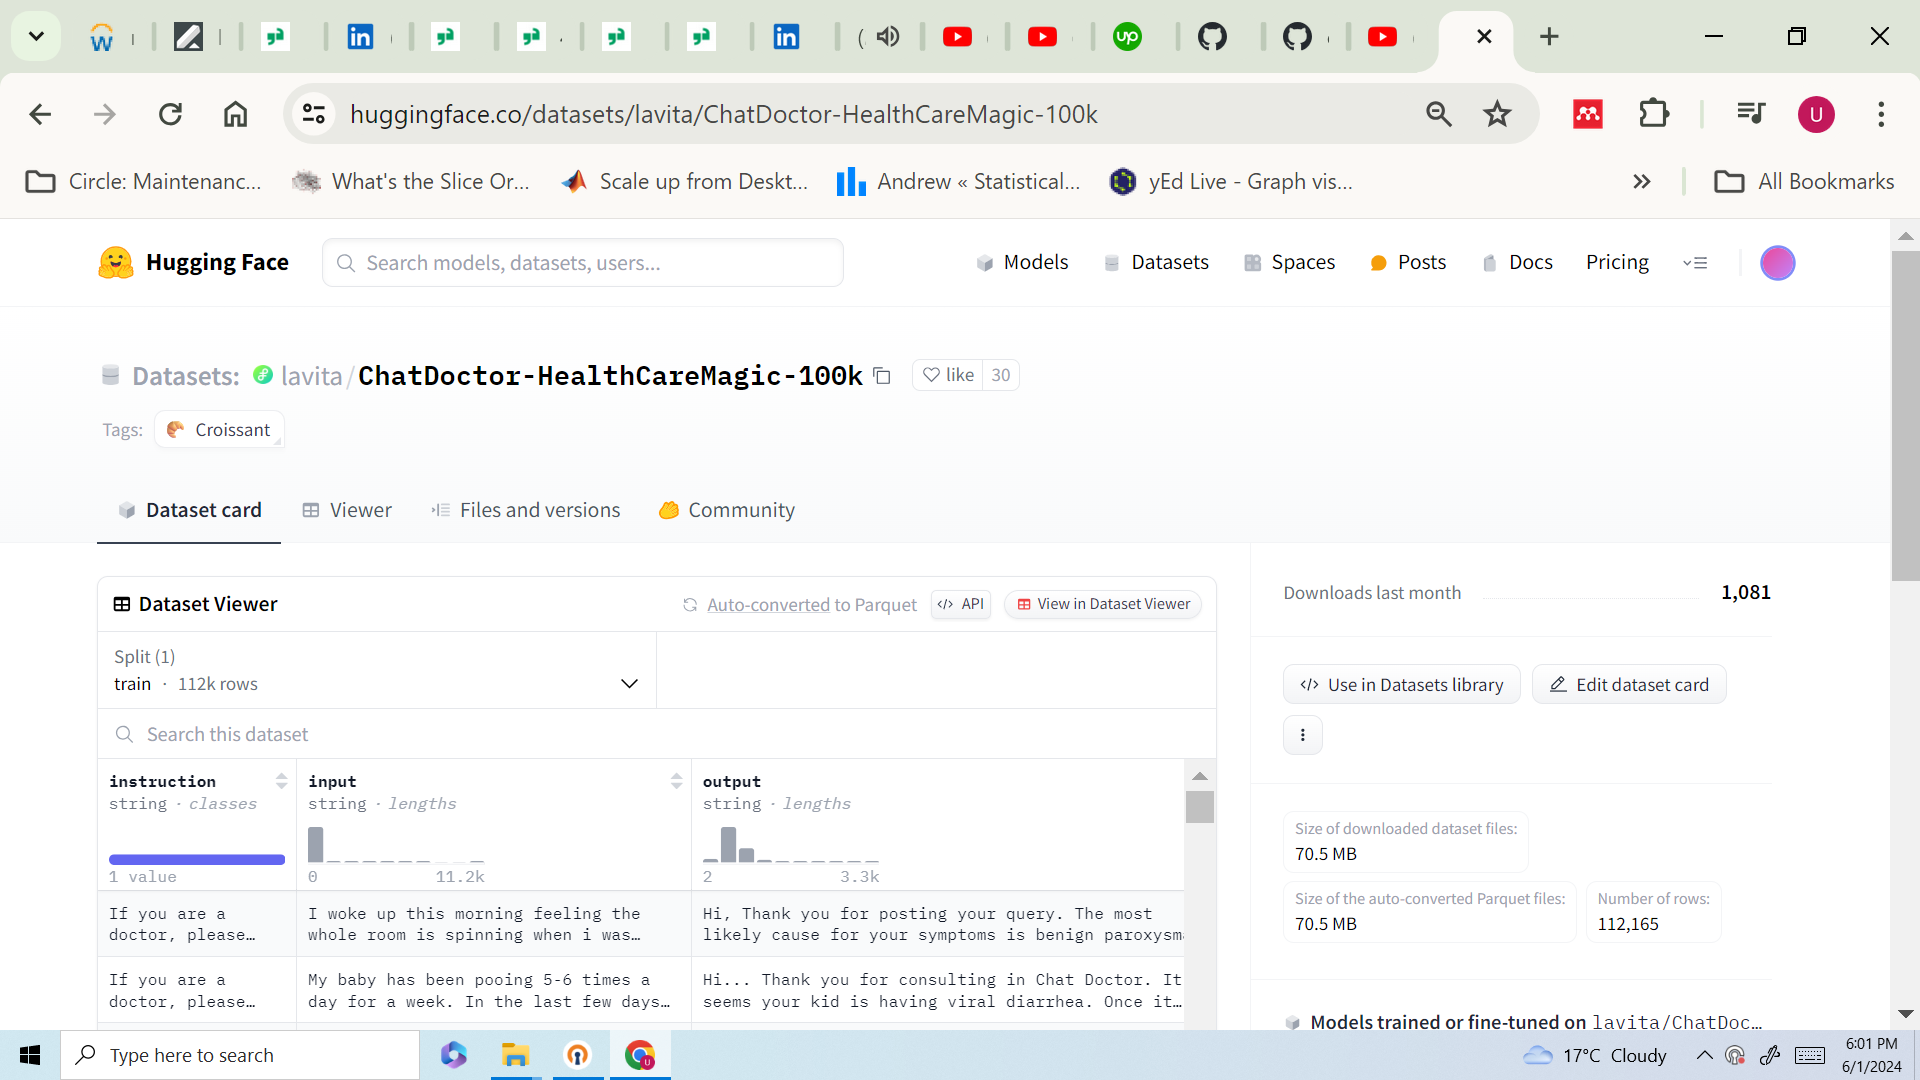 huggingface.co/datasets/lavita/ChatDoctor-HealthCareMagic-100k
U
Circle: Maintenanc...
What's the Slice Or...
Scale up from Deskt...
Andrew « Statistical...
yEd Live - Graph vis...
All Bookmarks
Hugging Face
Search models, datasets, users...
Models
Datasets
Spaces
Posts
Docs
Pricing
Datasets: lavita/ChatDoctor-HealthCareMagic-100k
like 30
Tags: Croissant
Dataset card
Viewer
Files and versions
Community
Dataset Viewer
Auto-converted to Parquet
API
View in Dataset Viewer
Split (1)
train · 112k rows
Search this dataset
instruction
string · classes
1 value
input
string · lengths
0 11.2k
output
string · lengths
2 3.3k
If you are a
doctor, please…
I woke up this morning feeling the
whole room is spinning when i was…
Hi, Thank you for posting your query. The most
likely cause for your symptoms is benign paroxysm
If you are a
doctor, please…
My baby has been pooing 5-6 times a
day for a week. In the last few days…
Hi... Thank you for consulting in Chat Doctor. It
seems your kid is having viral diarrhea. Once it…
Downloads last month
1,081
Use in Datasets library
Edit dataset card
Size of downloaded dataset files:
70.5 MB
Size of the auto-converted Parquet files:
70.5 MB
Number of rows:
112,165
Models trained or fine-tuned on lavita/ChatDoc…
Type here to search
17°C Cloudy
6:01 PM
6/1/2024